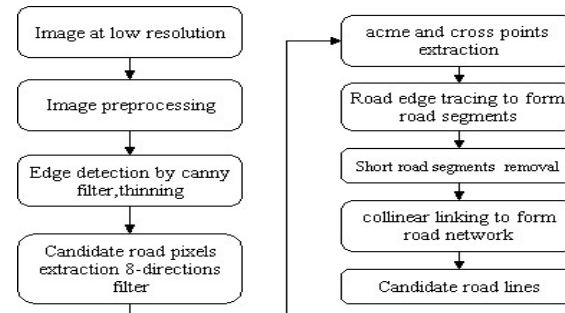 Image at low resolution
Image preprocessing
Edge detection by canny
filter,thinning
Candidate road pixels
extraction 8-directions
filter
acme and cross points
extraction
Road edge tracing to form
road segments
Short road segments removal
collinear linking to form
road network
Candidate road lines